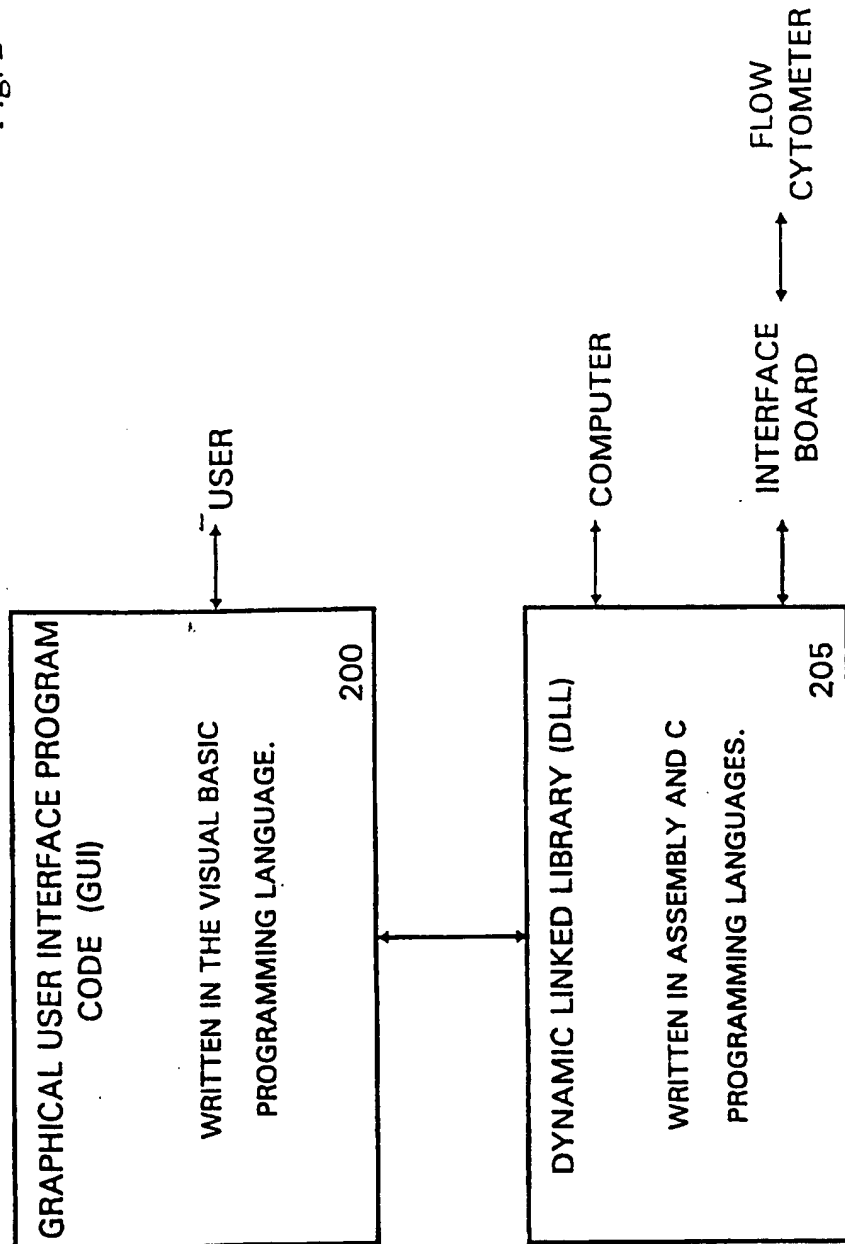 GRAPHICAL USER INTERFACE PROGRAM
CODE (GUI)
WRITTEN IN THE VISUAL BASIC
PROGRAMMING LANGUAGE.
200
USER
DYNAMIC LINKED LIBRARY (DLL)
WRITTEN IN ASSEMBLY AND C
PROGRAMMING LANGUAGES.
205
COMPUTER
INTERFACE
BOARD
FLOW
CYTOMETER